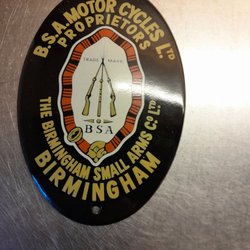 B.S.A. MOTOR CYCLES LTD
PROPRIETORS
TRADE MARK
BSA
THE BIRMINGHAM SMALL ARMS CO LTD
BIRMINGHAM